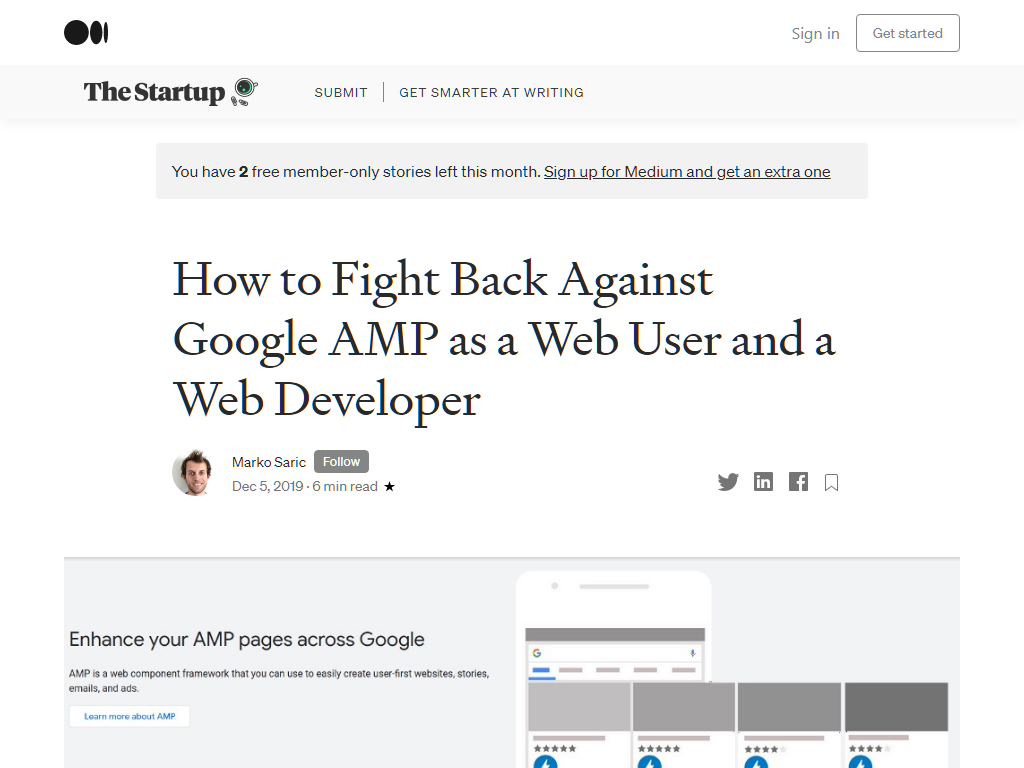 Sign in
Get started
The Startup
SUBMIT
GET SMARTER AT WRITING
You have 2 free member-only stories left this month. Sign up for Medium and get an extra one
How to Fight Back Against
Google AMP as a Web User and a
Web Developer
Marko Saric
Follow
Dec 5, 2019 · 6 min read ★
Enhance your AMP pages across Google
AMP is a web component framework that you can use to easily create user-first websites, stories,
emails, and ads.
Learn more about AMP